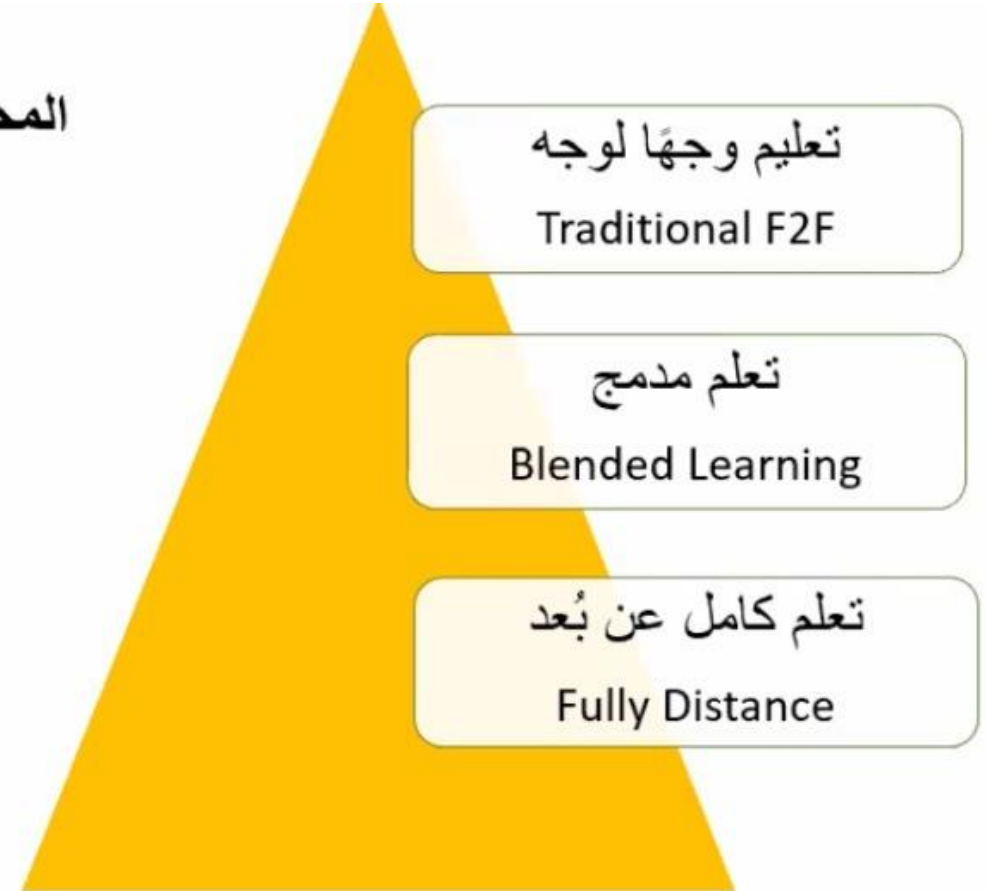 تعليم وجهًا لوجه
Traditional F2F
تعلم مدمج
Blended Learning
تعلم كامل عن بُعد
Fully Distance